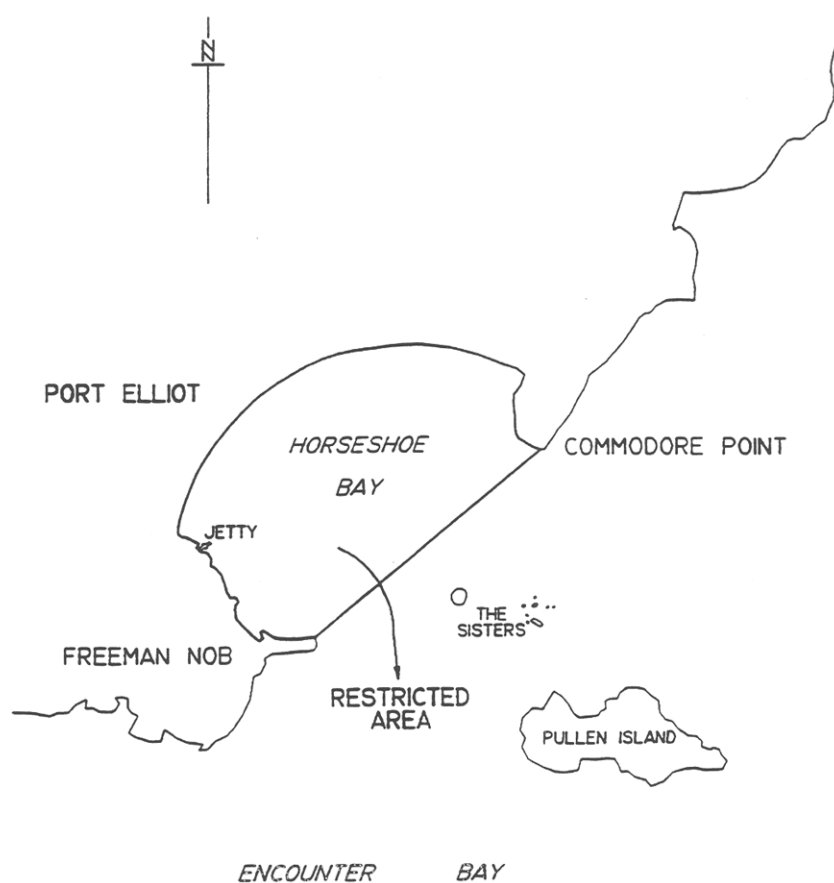 N
PORT ELLIOT
HORSESHOE
BAY
COMMODORE POINT
JETTY
THE
SISTERS
FREEMAN NOB
RESTRICTED
AREA
PULLEN ISLAND
ENCOUNTER BAY